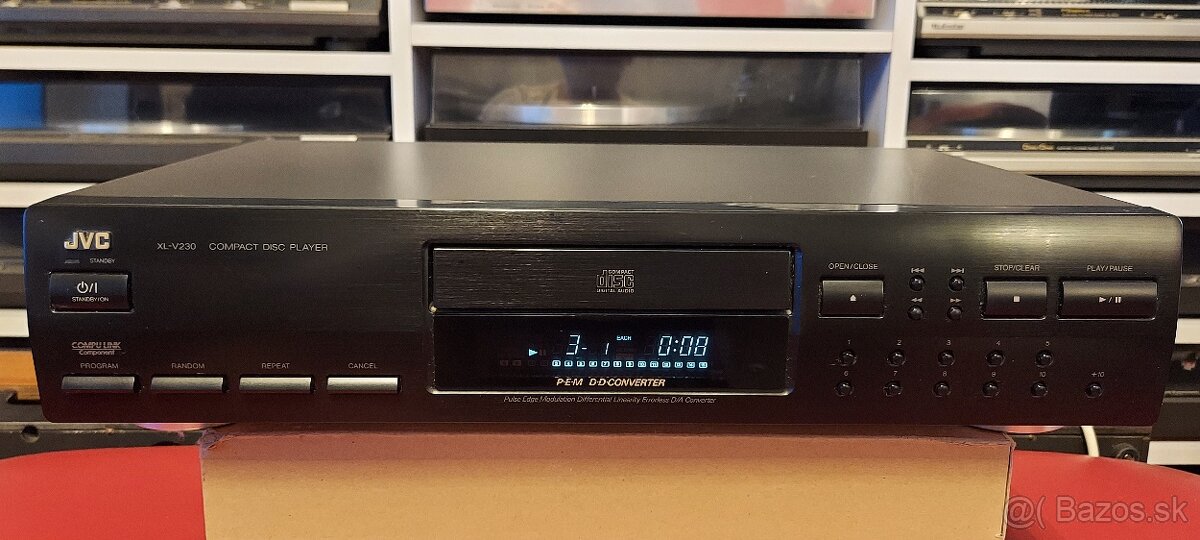 JVC
XL-V230 COMPACT DISC PLAYER
STANDBY
STANDBY/ON
COMPU LINK
Component
PROGRAM
RANDOM
REPEAT
CANCEL
COMPACT
disc
DIGITAL AUDIO
EACH
3- 1 0:08
P.E.M D.D.CONVERTER
Pulse Edge Modulation Differential Linearity Errorless D/A Converter
OPEN/CLOSE
STOP/CLEAR
PLAY/PAUSE
1 2 3 4 5
6 7 8 9 10 +10
@( Bazos.sk